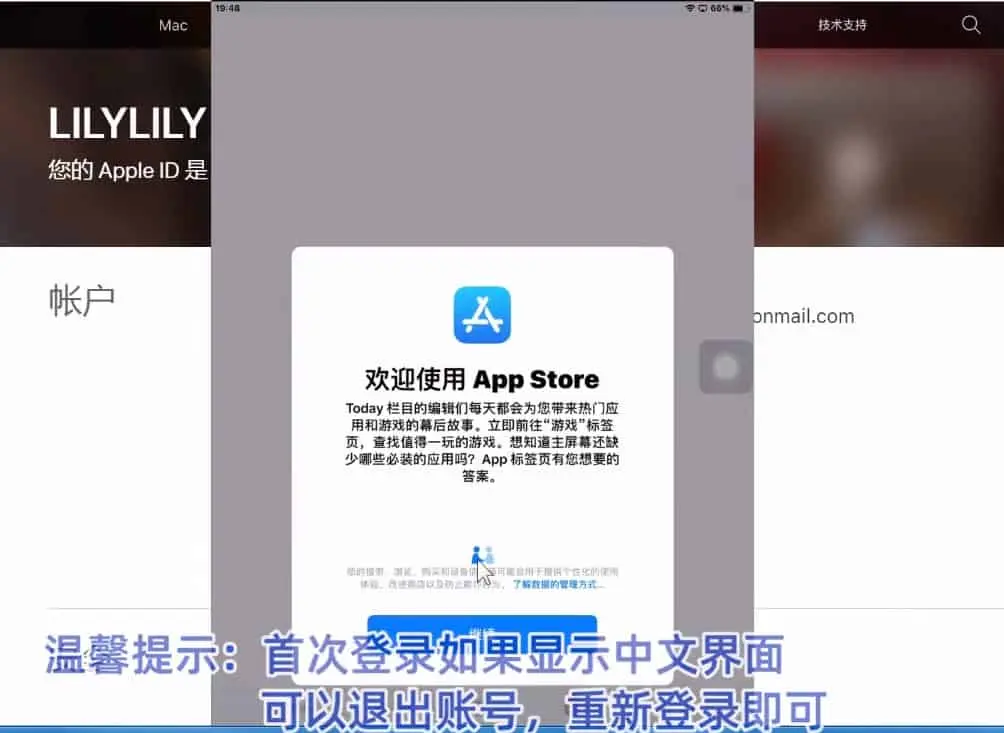 19:48
66%
Mac
技术支持
LILYLILY
您的 Apple ID 是
帐户
onmail.com
欢迎使用 App Store
Today 栏目的编辑们每天都会为您带来热门应
用和游戏的幕后故事。立即前往“游戏”标签
页，查找值得一玩的游戏。想知道主屏幕还缺
少哪些必装的应用吗？App 标签页有您想要的
答案。
您的搜索、浏览、购买和设备信
可能会用于提供个性化的使用
体验、改进商店以及防止
了解数据的管理方式...
继续
温馨提示：首次登录如果显示中文界面
可以退出账号，重新登录即可